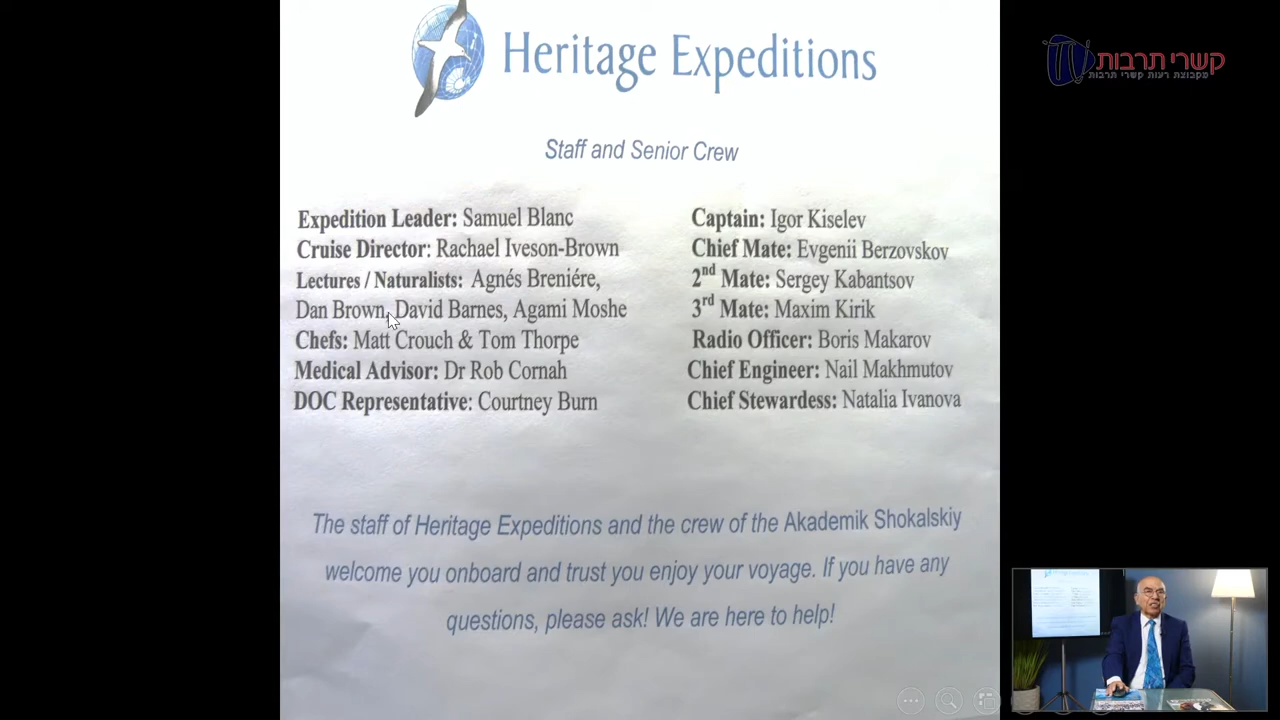 Heritage Expeditions
קשרי תרבות
מקבוצת רעות קשרי תרבות
Staff and Senior Crew
Expedition Leader: Samuel Blanc
Cruise Director: Rachael Iveson-Brown
Lectures / Naturalists: Agnés Breniére,
Dan Brown, David Barnes, Agami Moshe
Chefs: Matt Crouch & Tom Thorpe
Medical Advisor: Dr Rob Cornah
DOC Representative: Courtney Burn
Captain: Igor Kiselev
Chief Mate: Evgenii Berzovskov
2nd Mate: Sergey Kabantsov
3rd Mate: Maxim Kirik
Radio Officer: Boris Makarov
Chief Engineer: Nail Makhmutov
Chief Stewardess: Natalia Ivanova
The staff of Heritage Expeditions and the crew of the Akademik Shokalskiy
welcome you onboard and trust you enjoy your voyage. If you have any
questions, please ask! We are here to help!